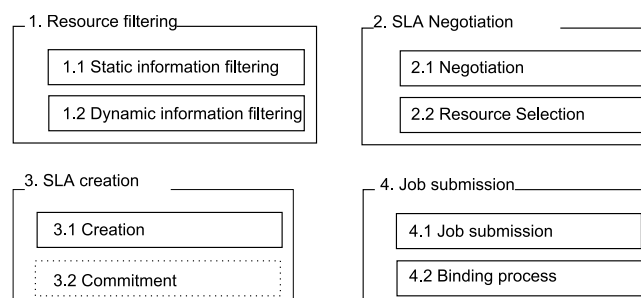 1. Resource filtering
1.1 Static information filtering
1.2 Dynamic information filtering
2. SLA Negotiation
2.1 Negotiation
2.2 Resource Selection
3. SLA creation
3.1 Creation
3.2 Commitment
4. Job submission
4.1 Job submission
4.2 Binding process